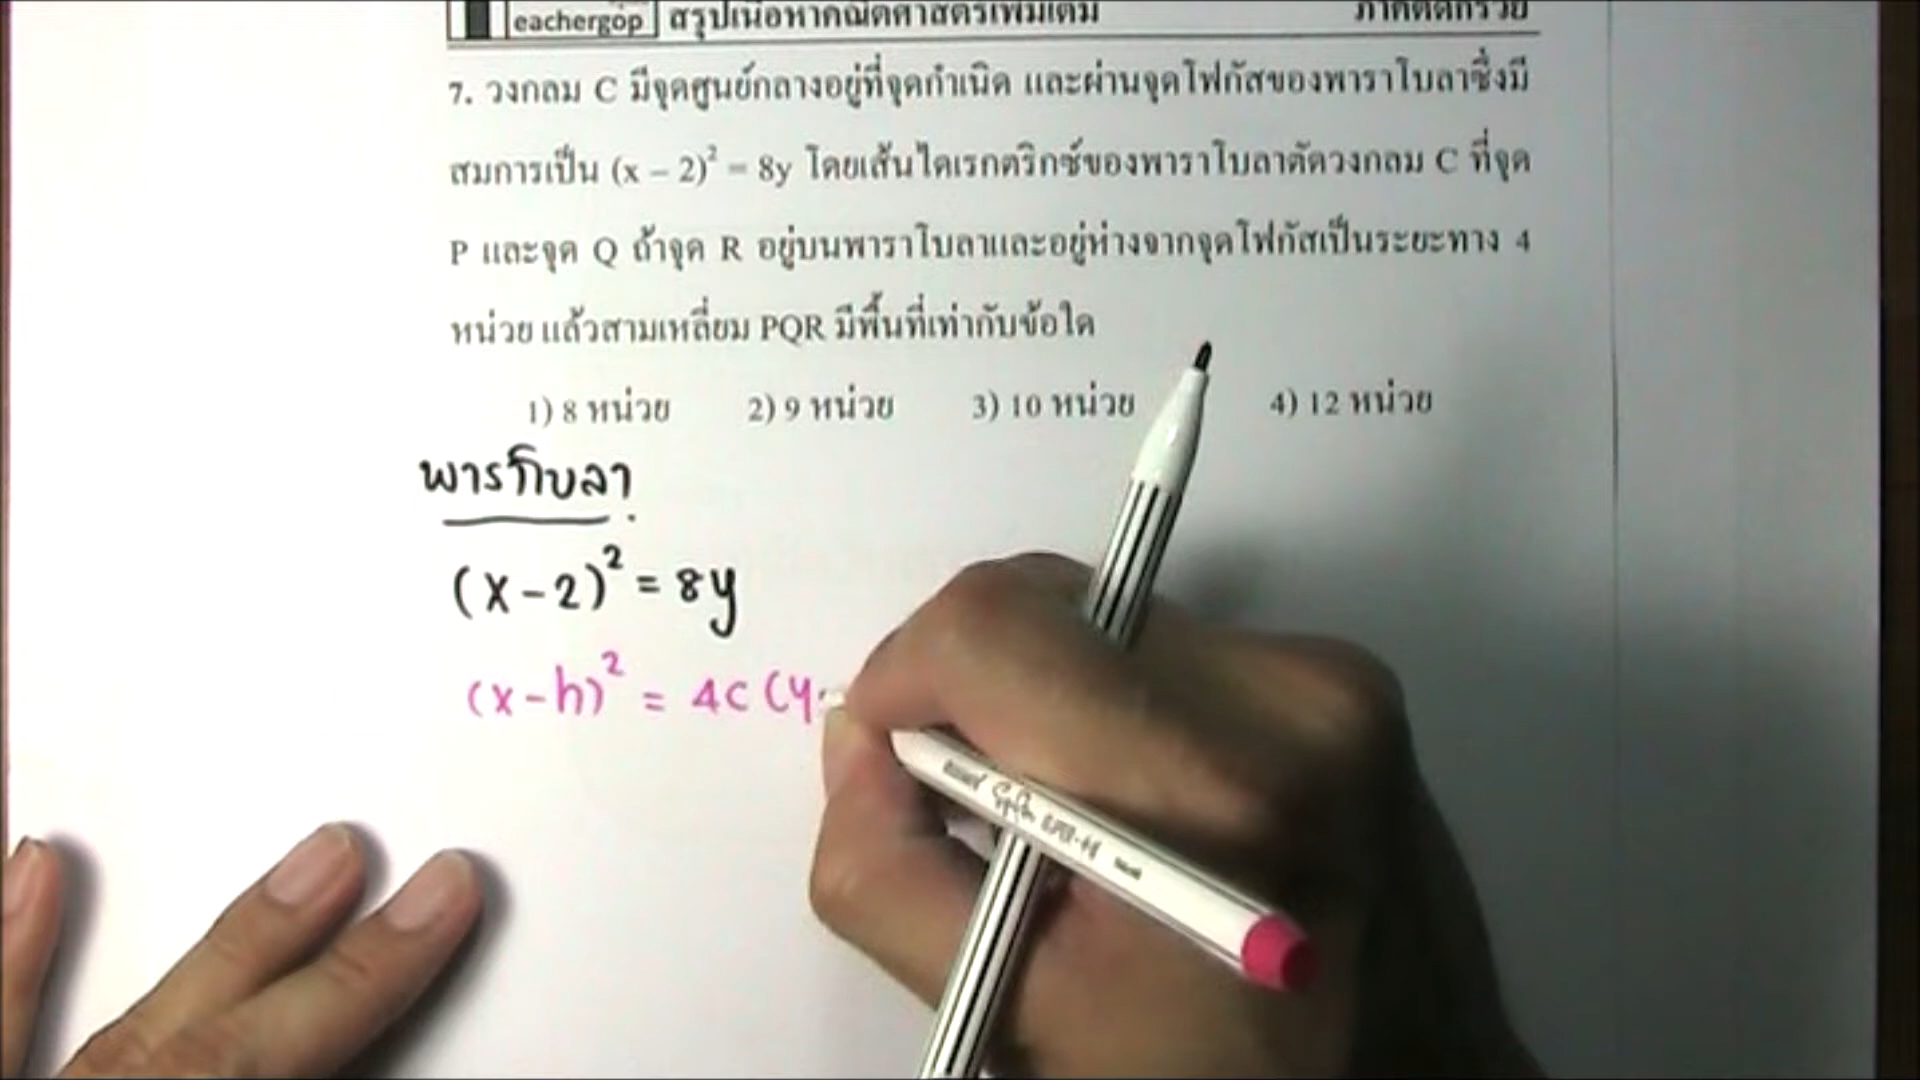 eachergop สรุปเนื้อหาคณิตศาสตร์เพิ่มเติม ภาคตัดกรวย
7. วงกลม C มีจุดศูนย์กลางอยู่ที่จุดกำเนิด และผ่านจุดโฟกัสของพาราโบลาซึ่งมี
สมการเป็น (x – 2)² = 8y โดยเส้นไดเรกตริกซ์ของพาราโบลาตัดวงกลม C ที่จุด
P และจุด Q ถ้าจุด R อยู่บนพาราโบลาและอยู่ห่างจากจุดโฟกัสเป็นระยะทาง 4
หน่วย แล้วสามเหลี่ยม PQR มีพื้นที่เท่ากับข้อใด
1) 8 หน่วย 2) 9 หน่วย 3) 10 หน่วย 4) 12 หน่วย
พาราโบลา
(x-2)² = 8y
(x-h)² = 4c (y-